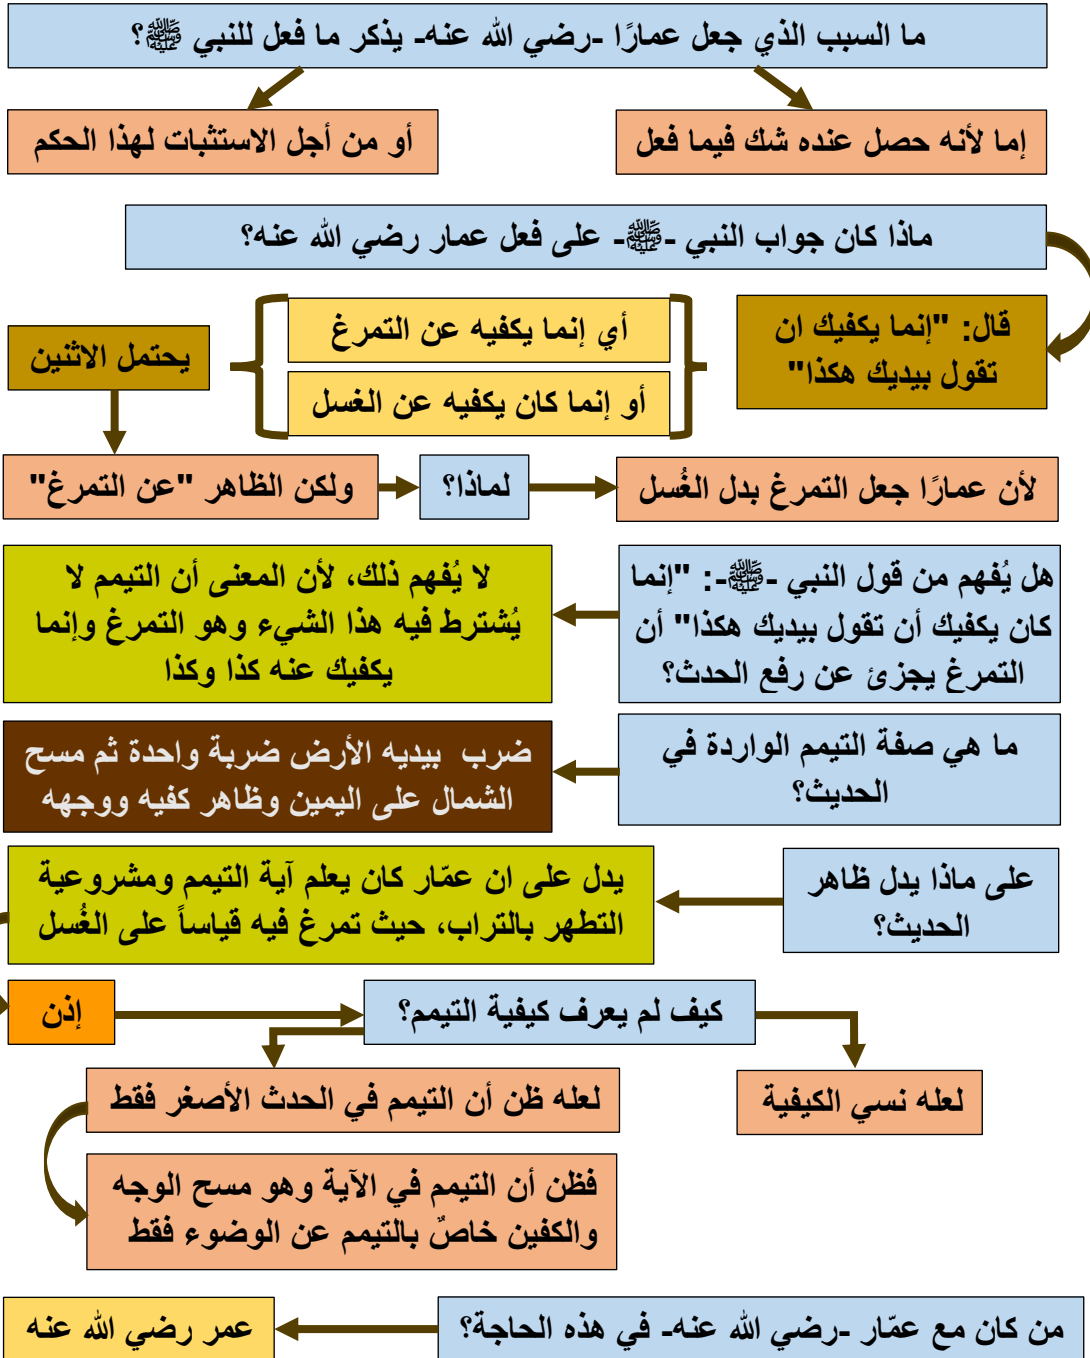 ما السبب الذي جعل عمارًا -رضي الله عنه- يذكر ما فعل للنبي ﷺ؟
إما لأنه حصل عنده شك فيما فعل
أو من أجل الاستثبات لهذا الحكم
ماذا كان جواب النبي -ﷺ- على فعل عمار رضي الله عنه؟
قال: "إنما يكفيك ان
تقول بيديك هكذا"
أي إنما يكفيه عن التمرغ
أو إنما كان يكفيه عن الغسل
يحتمل الاثنين
ولكن الظاهر "عن التمرغ"
لماذا؟
لأن عمارًا جعل التمرغ بدل الغُسل
هل يُفهم من قول النبي -ﷺ-: "إنما
كان يكفيك أن تقول بيديك هكذا" أن
التمرغ يجزئ عن رفع الحدث؟
لا يُفهم ذلك، لأن المعنى أن التيمم لا
يُشترط فيه هذا الشيء وهو التمرغ وإنما
يكفيك عنه كذا وكذا
ما هي صفة التيمم الواردة في
الحديث؟
ضرب بيديه الأرض ضربة واحدة ثم مسح
الشمال على اليمين وظاهر كفيه ووجهه
على ماذا يدل ظاهر
الحديث؟
يدل على ان عمّار كان يعلم آية التيمم ومشروعية
التطهر بالتراب، حيث تمرغ فيه قياساً على الغُسل
إذن
كيف لم يعرف كيفية التيمم؟
لعله نسي الكيفية
لعله ظن أن التيمم في الحدث الأصغر فقط
فظن أن التيمم في الآية وهو مسح الوجه
والكفين خاصٌ بالتيمم عن الوضوء فقط
من كان مع عمّار -رضي الله عنه- في هذه الحاجة؟
عمر رضي الله عنه